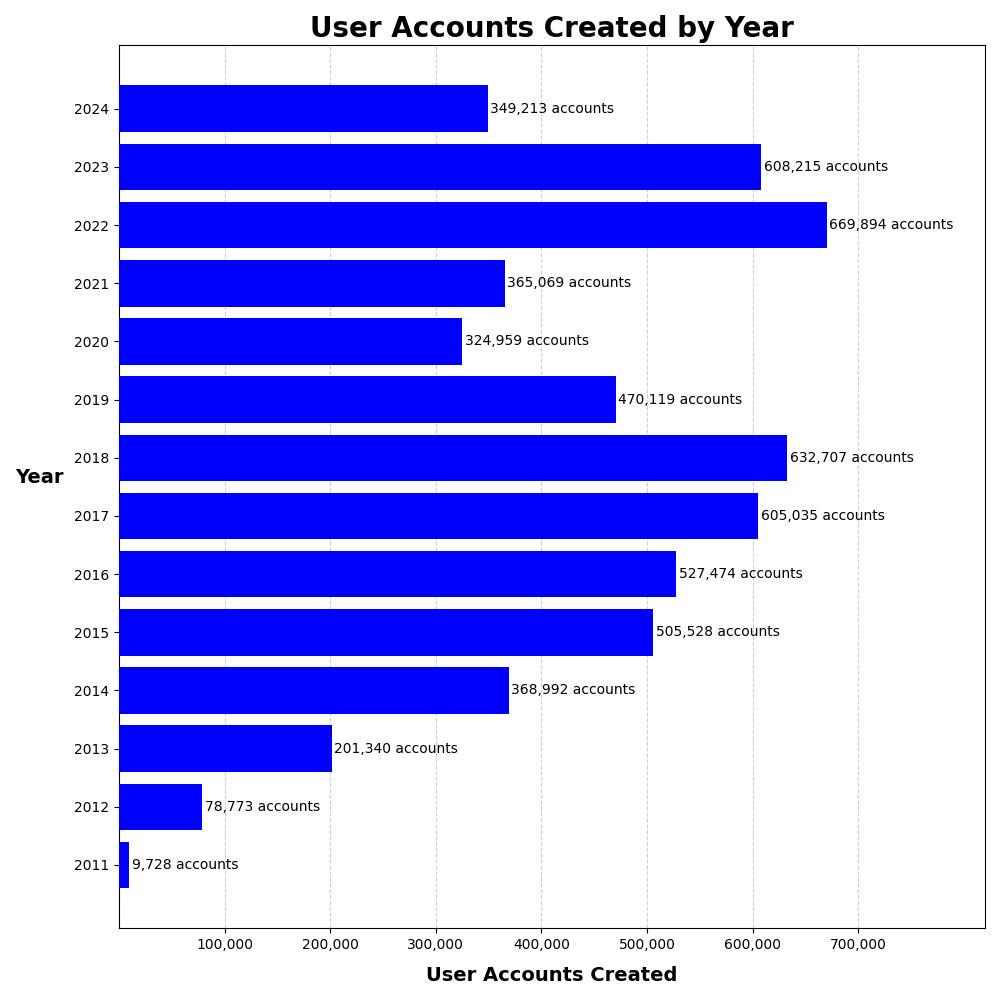 User Accounts Created by Year
2024 349,213 accounts
2023 608,215 accounts
2022 669,894 accounts
2021 365,069 accounts
2020 324,959 accounts
2019 470,119 accounts
2018 632,707 accounts
Year
2017 605,035 accounts
2016 527,474 accounts
2015 505,528 accounts
2014 368,992 accounts
2013 201,340 accounts
2012 78,773 accounts
2011 9,728 accounts
100,000 200,000 300,000 400,000 500,000 600,000 700,000
User Accounts Created